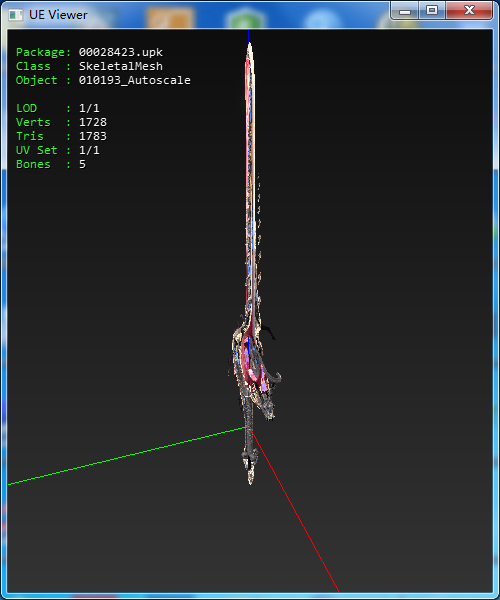 UE Viewer
Package: 00028423.upk
Class : SkeletalMesh
Object : 010193_Autoscale
LOD : 1/1
Verts : 1728
Tris : 1783
UV Set : 1/1
Bones : 5